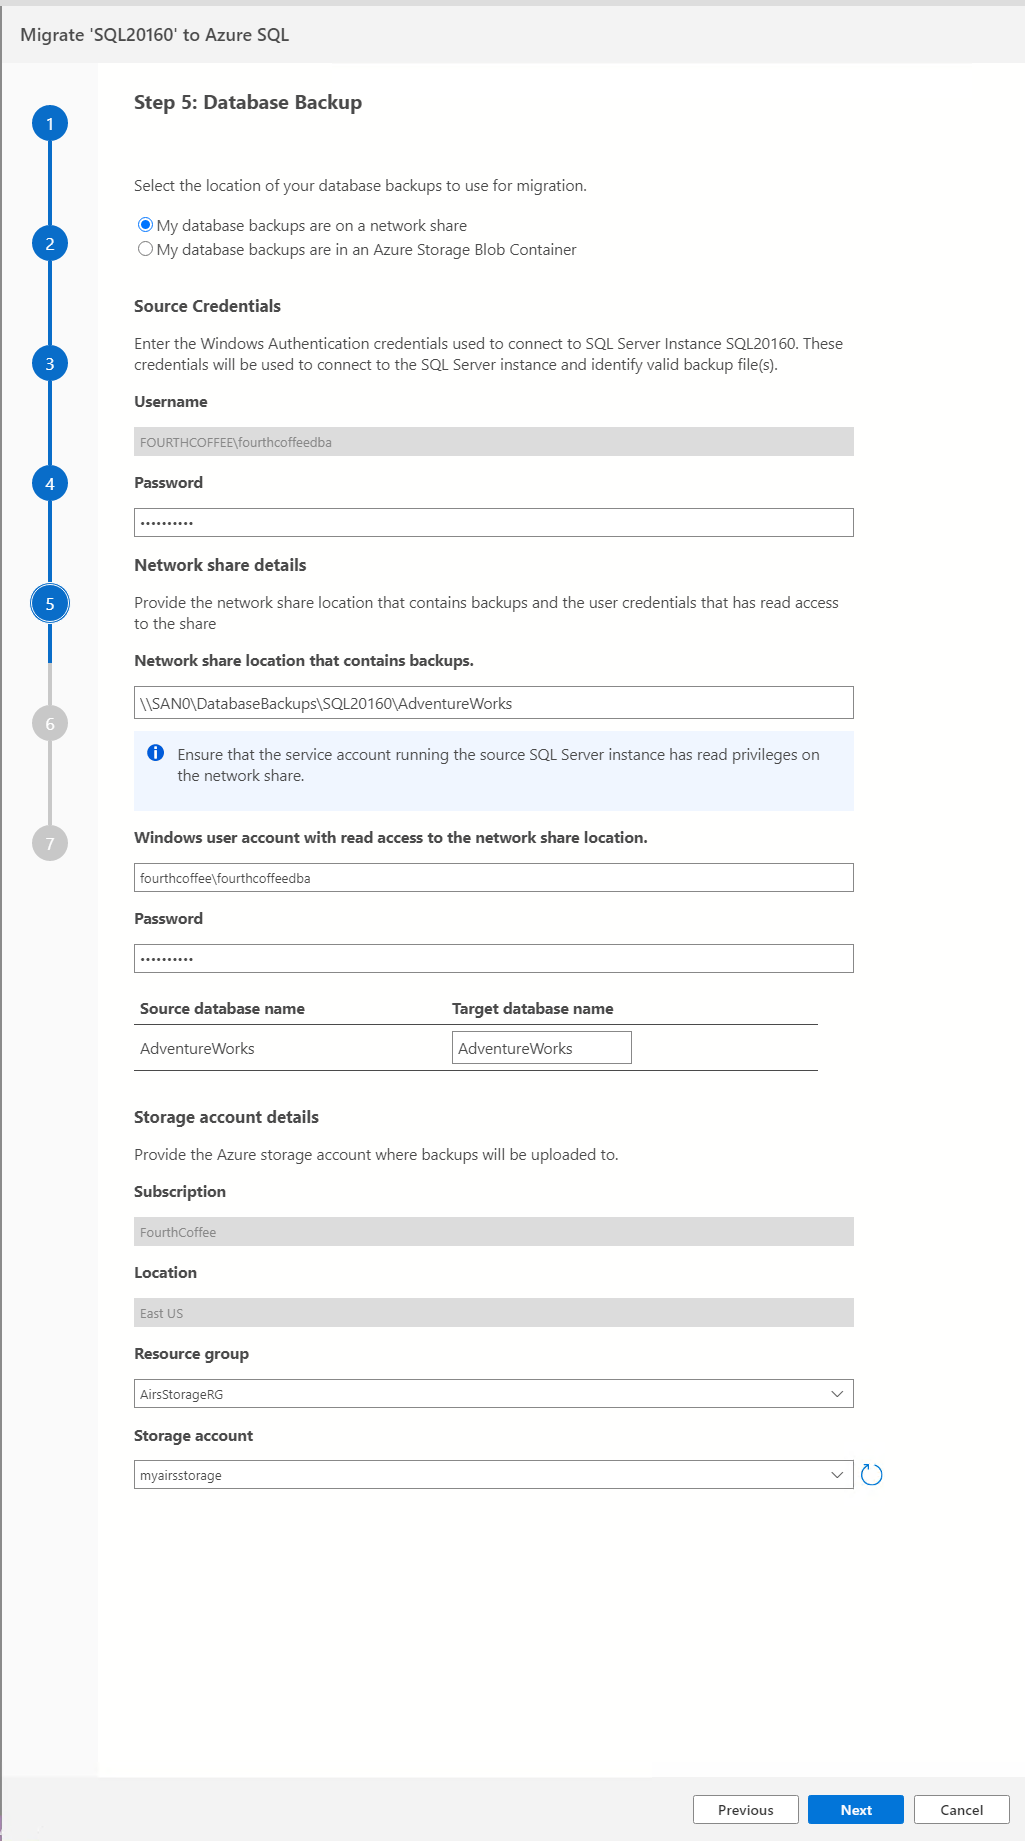 Migrate 'SQL20160' to Azure SQL
1
2
3
4
5
6
7
Step 5: Database Backup
Select the location of your database backups to use for migration.
My database backups are on a network share
My database backups are in an Azure Storage Blob Container
Source Credentials
Enter the Windows Authentication credentials used to connect to SQL Server Instance SQL20160. These
credentials will be used to connect to the SQL Server instance and identify valid backup file(s).
Username
FOURTHCOFFEE\fourthcoffeedba
Password
••••••••••
Network share details
Provide the network share location that contains backups and the user credentials that has read access
to the share
Network share location that contains backups.
\\SAN0\DatabaseBackups\SQL20160\AdventureWorks
Ensure that the service account running the source SQL Server instance has read privileges on
the network share.
Windows user account with read access to the network share location.
fourthcoffee\fourthcoffeedba
Password
••••••••••
Source database name Target database name
AdventureWorks AdventureWorks
Storage account details
Provide the Azure storage account where backups will be uploaded to.
Subscription
FourthCoffee
Location
East US
Resource group
AirsStorageRG
Storage account
myairsstorage
Previous Next Cancel